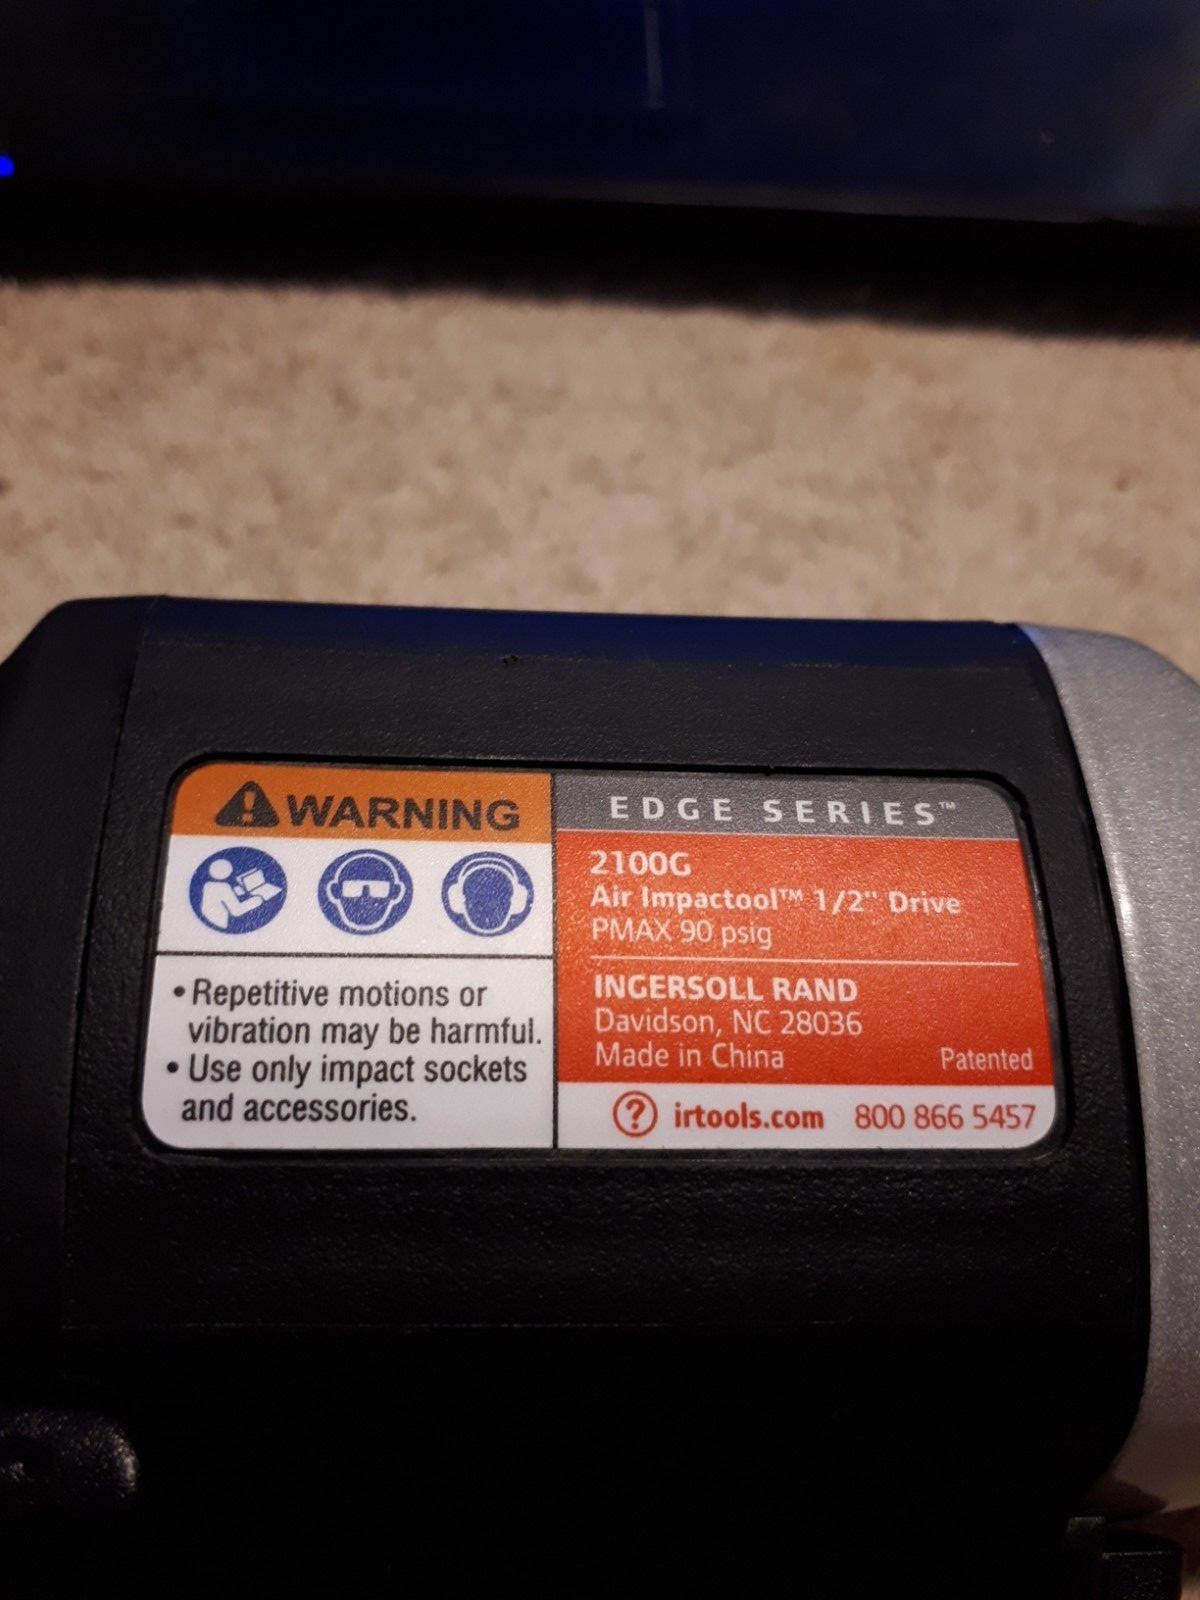 WARNING
• Repetitive motions or
vibration may be harmful.
• Use only impact sockets
and accessories.
EDGE SERIES™
2100G
Air Impactool™ 1/2" Drive
PMAX 90 psig
INGERSOLL RAND
Davidson, NC 28036
Made in China Patented
? irtools.com 800 866 5457